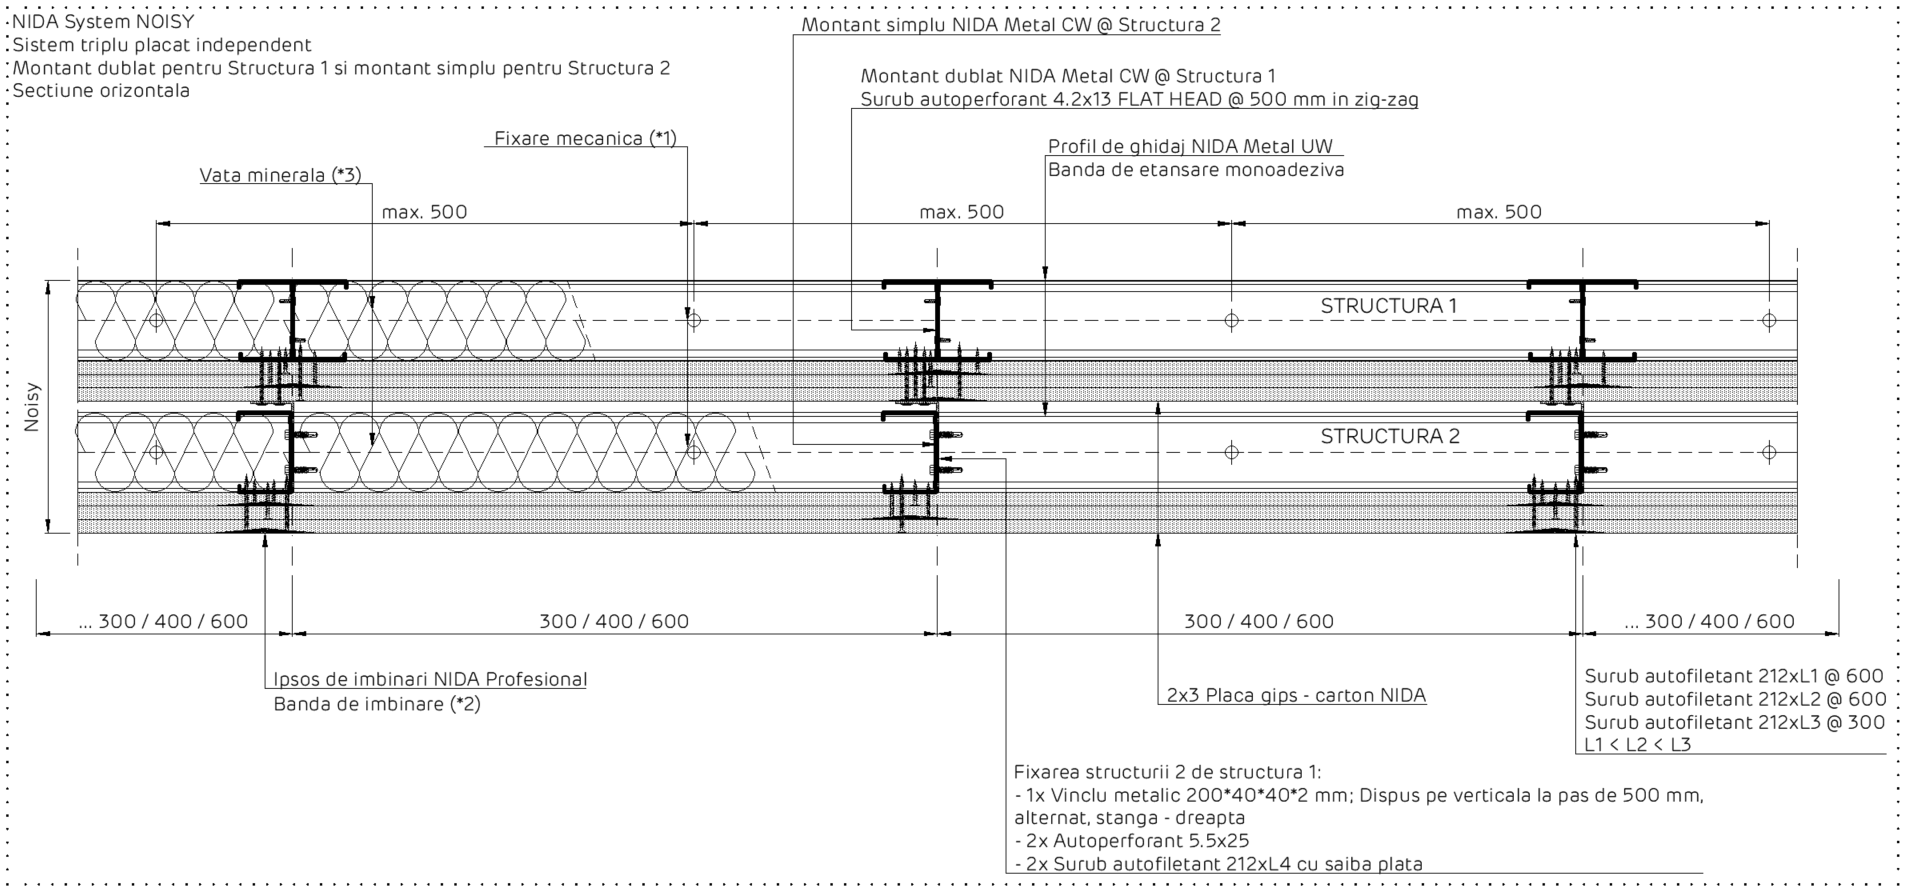 NIDA System NOISY
Sistem triplu placat independent
Montant dublat pentru Structura 1 si montant simplu pentru Structura 2
Sectiune orizontala
Montant simplu NIDA Metal CW @ Structura 2
Montant dublat NIDA Metal CW @ Structura 1
Surub autoperforant 4.2x13 FLAT HEAD @ 500 mm in zig-zag
Fixare mecanica (*1)
Profil de ghidaj NIDA Metal UW
Banda de etansare monoadeziva
Vata minerala (*3)
max. 500
max. 500
max. 500
STRUCTURA 1
Noisy
STRUCTURA 2
... 300 / 400 / 600
300 / 400 / 600
300 / 400 / 600
... 300 / 400 / 600
Ipsos de imbinari NIDA Profesional
Banda de imbinare (*2)
2x3 Placa gips - carton NIDA
Surub autofiletant 212xL1 @ 600
Surub autofiletant 212xL2 @ 600
Surub autofiletant 212xL3 @ 300
L1 < L2 < L3
Fixarea structurii 2 de structura 1:
- 1x Vinclu metalic 200*40*40*2 mm; Dispus pe verticala la pas de 500 mm,
alternat, stanga - dreapta
- 2x Autoperforant 5.5x25
- 2x Surub autofiletant 212xL4 cu saiba plata